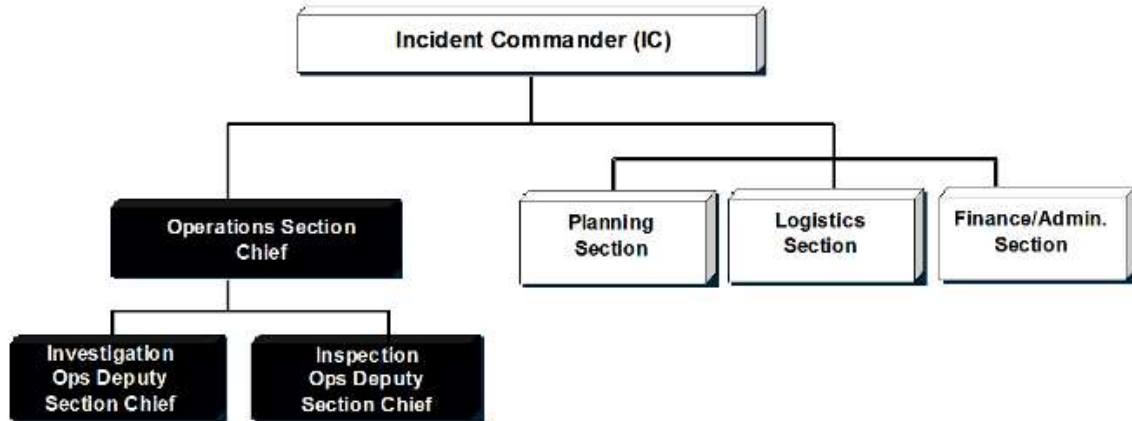 Incident Commander (IC)
Operations Section
Chief
Planning
Section
Logistics
Section
Finance/Admin.
Section
Investigation
Ops Deputy
Section Chief
Inspection
Ops Deputy
Section Chief